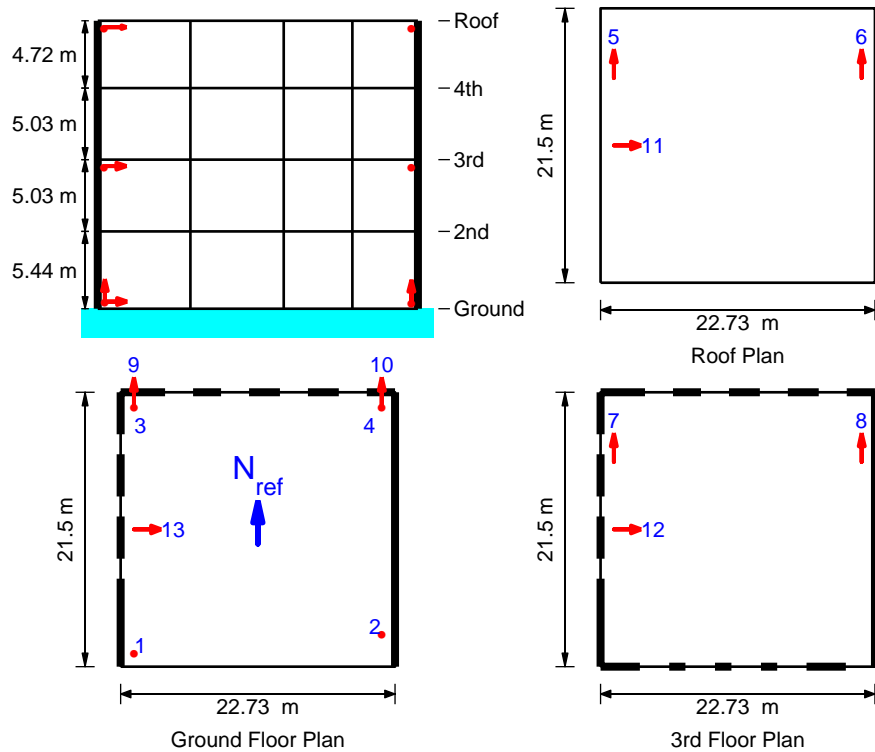 Roof
4.72 m
4th
5.03 m
3rd
5.03 m
2nd
5.44 m
Ground
5
6
11
21.5 m
22.73 m
Roof Plan
9
10
3
4
N ref
13
21.5 m
1
2
22.73 m
Ground Floor Plan
7
8
12
21.5 m
22.73 m
3rd Floor Plan